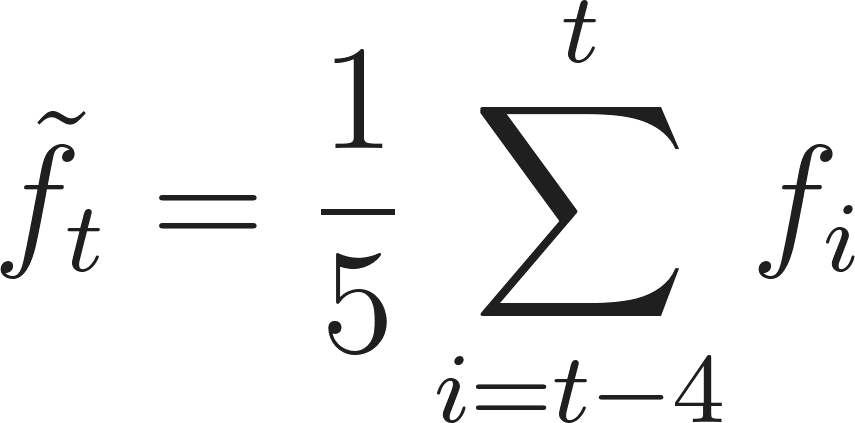 $\tilde{f}_t = \frac{1}{5} \sum_{i=t-4}^{t} f_i$